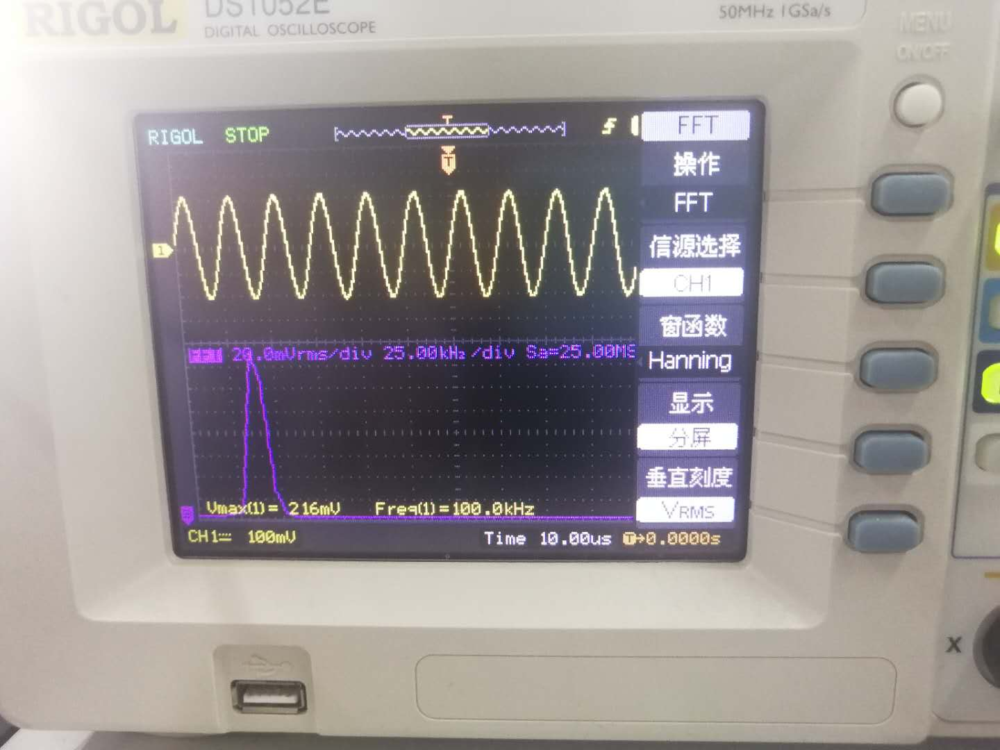 RIGOL DS1052E
DIGITAL OSCILLOSCOPE
50MHz 1GSa/s
MENU
ON/OFF
RIGOL STOP
T
T
1
FFT
操作
FFT
信源选择
CH1
窗函数
Hanning
显示
分屏
垂直刻度
VRMS
FFT 20.0mVrms/div 25.00kHz/div Sa=25.00MS
Vmax(1)= 216mV Freq(1)=100.0kHz
CH1 100mV Time 10.00us T→0.0000s
X